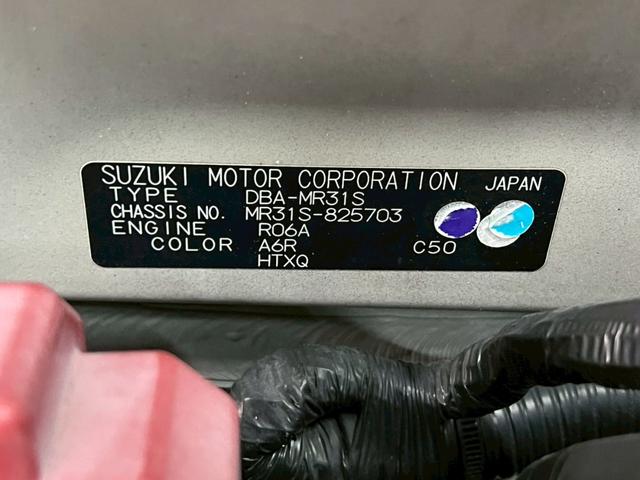 SUZUKI MOTOR CORPORATION JAPAN
TYPE DBA-MR31S
CHASSIS NO. MR31S-825703
ENGINE R06A
COLOR A6R C50
HTXQ